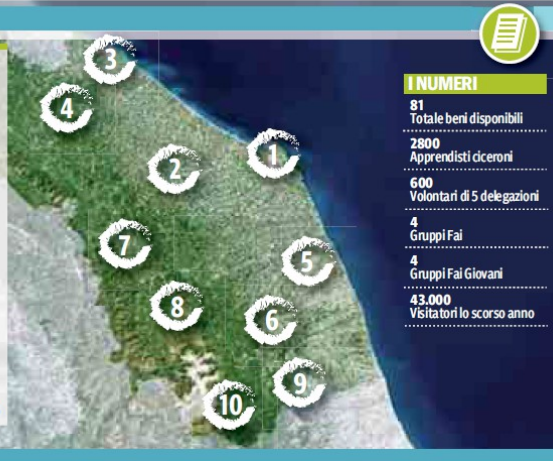 3
4
1
2
7
5
8
6
9
10
I NUMERI
81
Totale beni disponibili
2800
Apprendisti ciceroni
600
Volontari di 5 delegazioni
4
Gruppi Fai
4
Gruppi Fai Giovani
43.000
Visitatori lo scorso anno